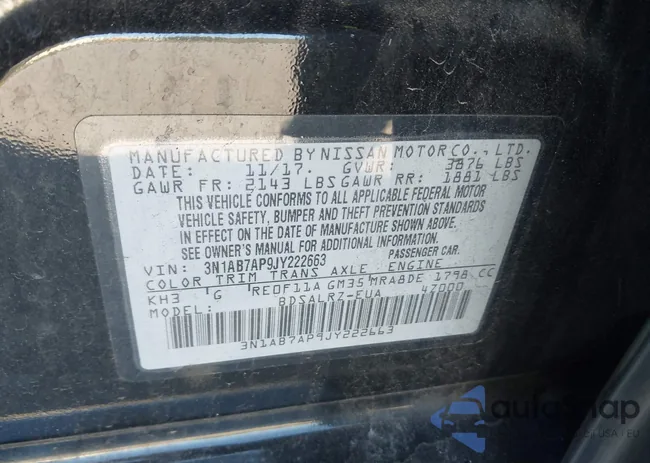 MANUFACTURED BY NISSAN MOTOR CO., LTD.
DATE: 11/17. GVWR: 3876 LBS
GAWR FR: 2143 LBS GAWR RR: 1881 LBS
THIS VEHICLE CONFORMS TO ALL APPLICABLE FEDERAL MOTOR
VEHICLE SAFETY, BUMPER AND THEFT PREVENTION STANDARDS
IN EFFECT ON THE DATE OF MANUFACTURE SHOWN ABOVE.
SEE OWNER'S MANUAL FOR ADDITIONAL INFORMATION.
VIN: 3N1AB7AP9JY222663 PASSENGER CAR.
COLOR TRIM TRANS AXLE ENGINE
KH3 G RE0F11A GM35 MRA8DE 1798 CC
MODEL: BDSALRZ-EUA 47000
3N1AB7AP9JY222663